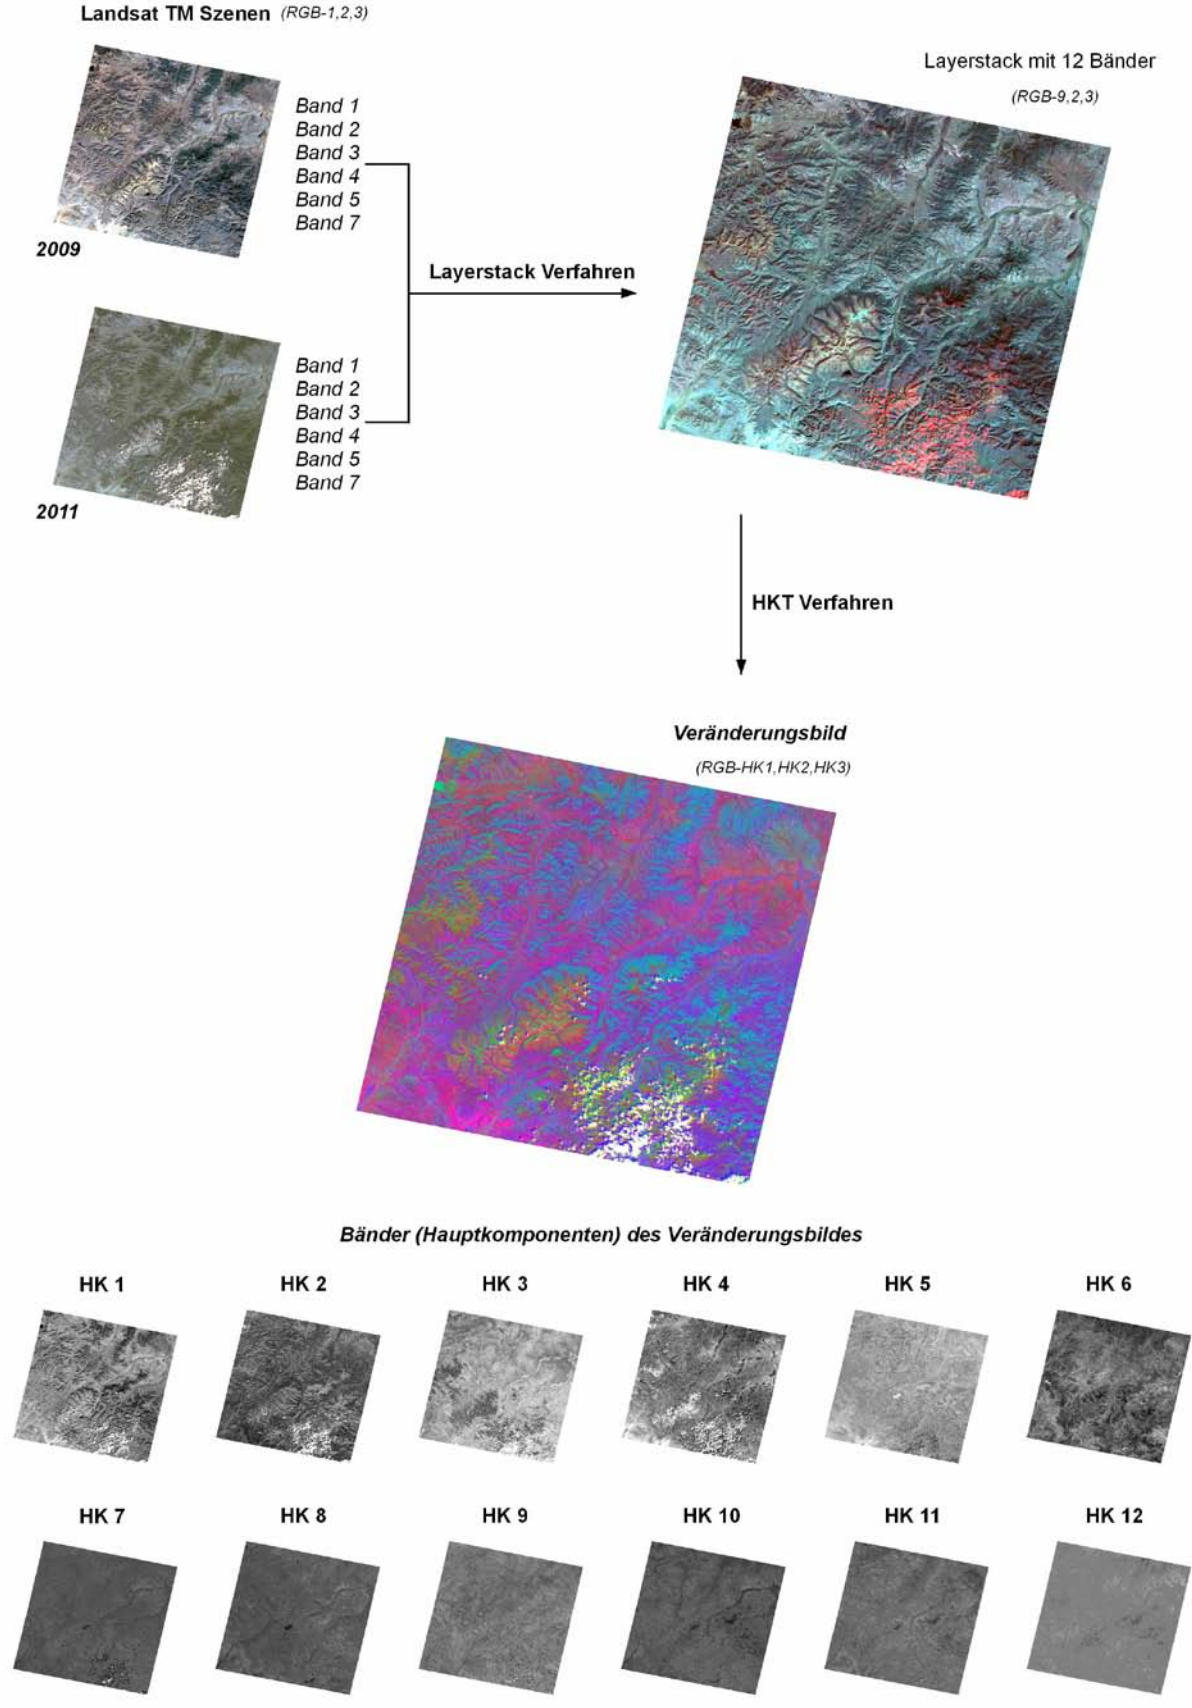 Landsat TM Szenen (RGB-1,2,3)
Band 1
Band 2
Band 3
Band 4
Band 5
Band 7
2009
Band 1
Band 2
Band 3
Band 4
Band 5
Band 7
2011
Layerstack Verfahren
Layerstack mit 12 Bänder
(RGB-9,2,3)
HKT Verfahren
Veränderungsbild
(RGB-HK1,HK2,HK3)
Bänder (Hauptkomponenten) des Veränderungsbildes
HK 1 HK 2 HK 3 HK 4 HK 5 HK 6
HK 7 HK 8 HK 9 HK 10 HK 11 HK 12